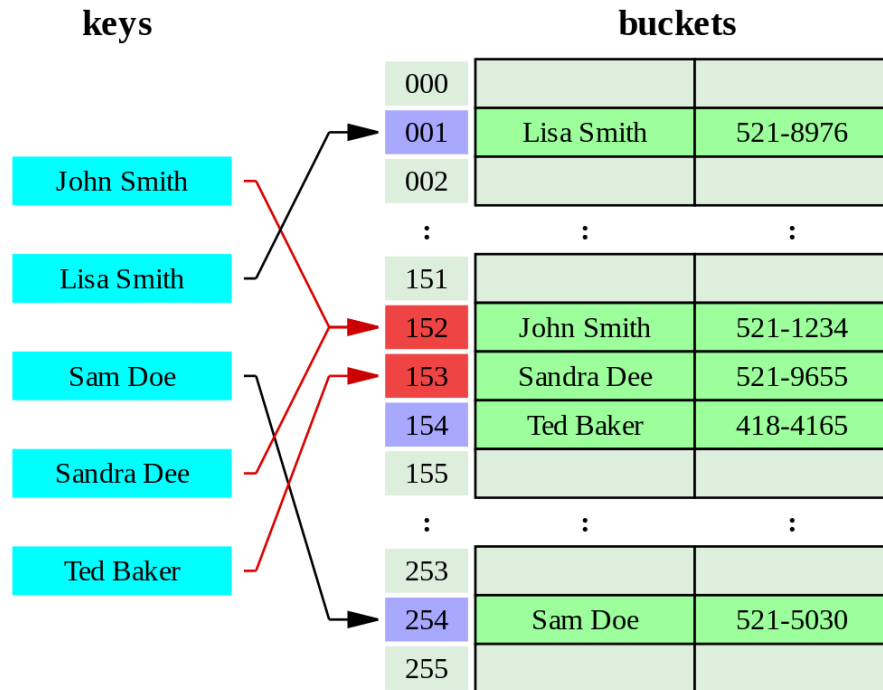 keys
buckets
John Smith
Lisa Smith
Sam Doe
Sandra Dee
Ted Baker
000
001 Lisa Smith 521-8976
002
: : :
151
152 John Smith 521-1234
153 Sandra Dee 521-9655
154 Ted Baker 418-4165
155
: : :
253
254 Sam Doe 521-5030
255